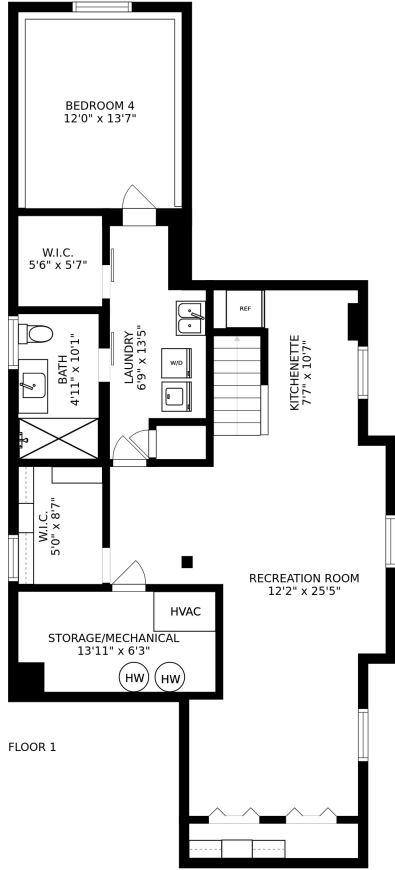 BEDROOM 4
12'0" x 13'7"
W.I.C.
5'6" x 5'7"
REF
BATH
4'11" x 10'1"
LAUNDRY
6'9" x 13'5"
W/D
KITCHENETTE
7'7" x 10'7"
W.I.C.
5'0" x 8'7"
RECREATION ROOM
12'2" x 25'5"
HVAC
STORAGE/MECHANICAL
13'11" x 6'3"
HW
HW
FLOOR 1